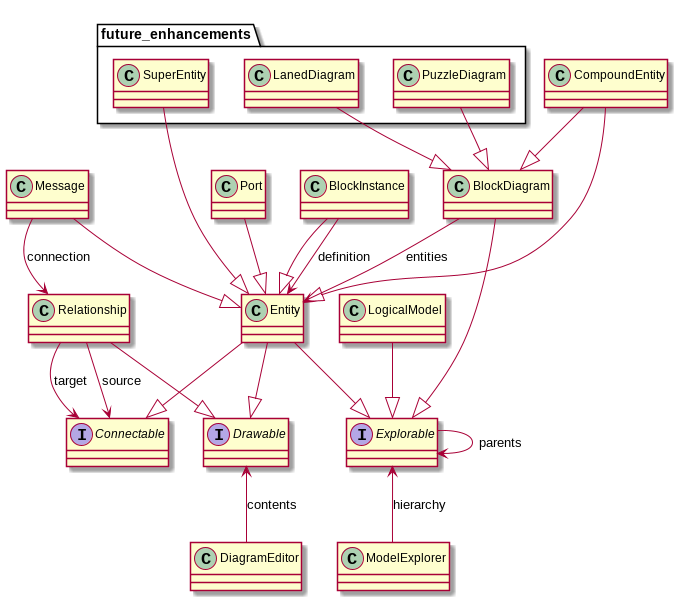 future_enhancements
C SuperEntity
C LanedDiagram
C PuzzleDiagram
C CompoundEntity
C Message
C Port
C BlockInstance
C BlockDiagram
connection
definition
entities
C Relationship
C Entity
C LogicalModel
target
source
I Connectable
I Drawable
I Explorable
parents
contents
hierarchy
C DiagramEditor
C ModelExplorer